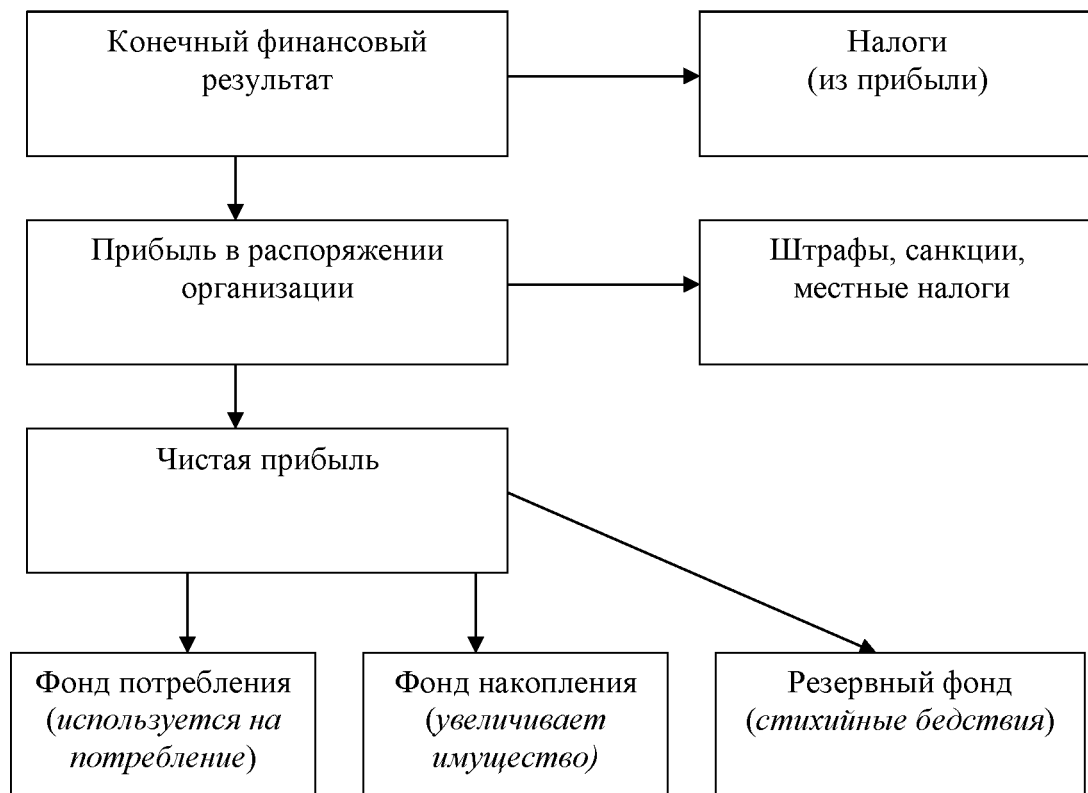 Конечный финансовый
результат
Налоги
(из прибыли)
Прибыль в распоряжении
организации
Штрафы, санкции,
местные налоги
Чистая прибыль
Фонд потребления
(используется на
потребление)
Фонд накопления
(увеличивает
имущество)
Резервный фонд
(стихийные бедствия)